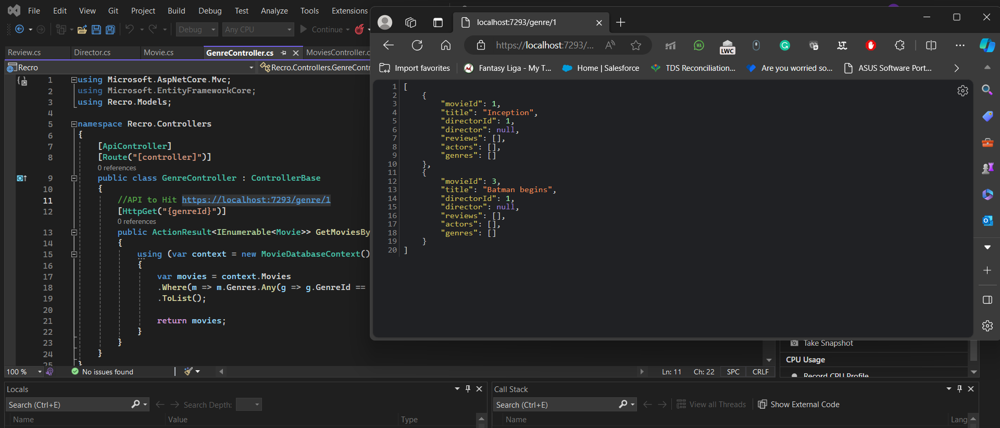 File Edit View Git Project Build Debug Test Analyze Tools Extensions
Debug Any CPU Continue
Review.cs Director.cs Movie.cs GenreController.cs MoviesController.c
Recro Recro.Controllers.GenreContr
1 using Microsoft.AspNetCore.Mvc;
2 using Microsoft.EntityFrameworkCore;
3 using Recro.Models;
4
5 namespace Recro.Controllers
6 {
7 [ApiController]
8 [Route("[controller]")]
0 references
9 public class GenreController : ControllerBase
10 {
11 //API to Hit https://localhost:7293/genre/1
12 [HttpGet("{genreId}")]
0 references
13 public ActionResult<IEnumerable<Movie>> GetMoviesBy
14 {
15 using (var context = new MovieDatabaseContext()
16 {
17 var movies = context.Movies
18 .Where(m => m.Genres.Any(g => g.GenreId ==
19 .ToList();
20
21 return movies;
22 }
23 }
24 }
25 }
100 % No issues found Ln: 11 Ch: 22 SPC CRLF
localhost:7293/genre/1
https://localhost:7293/...
LWC
Import favorites Fantasy Liga - My T... Home | Salesforce TDS Reconciliation... Are you worried so... ASUS Software Port...
1 [
2 {
3 "movieId": 1,
4 "title": "Inception",
5 "directorId": 1,
6 "director": null,
7 "reviews": [],
8 "actors": [],
9 "genres": []
10 },
11 {
12 "movieId": 3,
13 "title": "Batman begins",
14 "directorId": 1,
15 "director": null,
16 "reviews": [],
17 "actors": [],
18 "genres": []
19 }
20 ]
Take Snapshot
CPU Usage
Record CPU Profile
Locals
Search (Ctrl+E) Search Depth:
Name Value Type
Call Stack
Search (Ctrl+E) View all Threads Show External Code
Name Lang